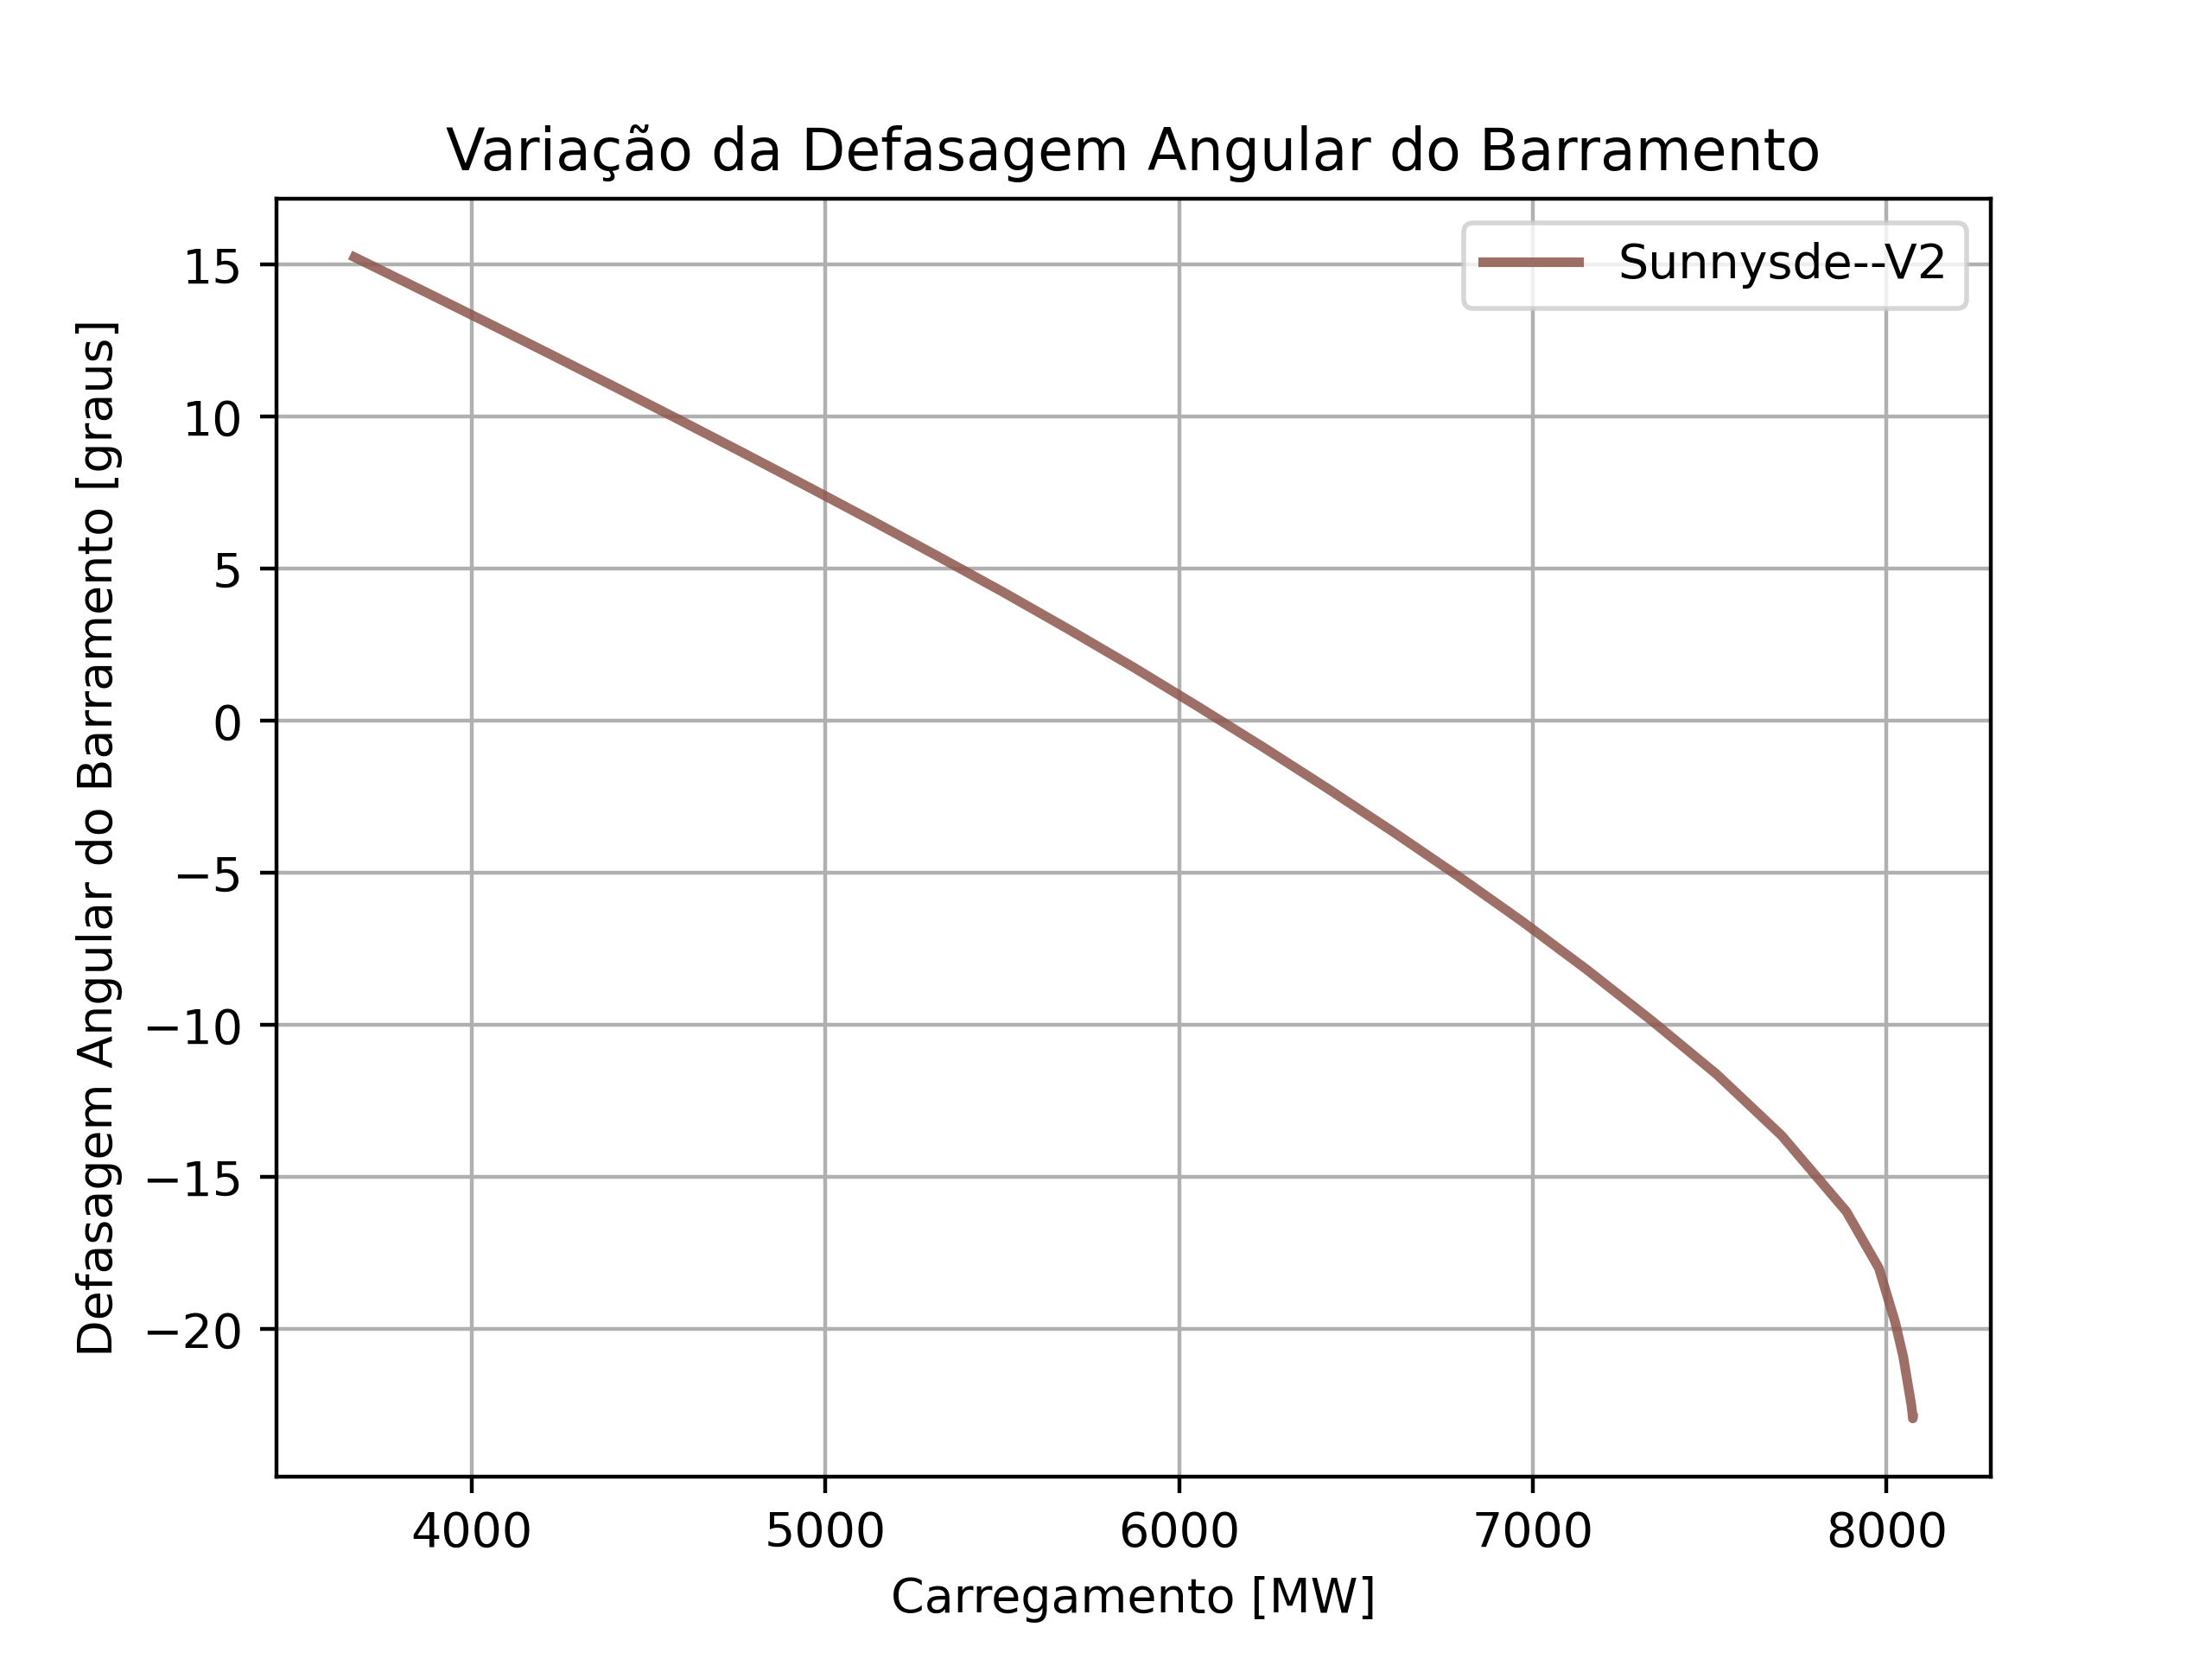 Variação da Defasagem Angular do Barramento
Sunnysde--V2
Defasagem Angular do Barramento [graus]
15
10
5
0
−5
−10
−15
−20
4000 5000 6000 7000 8000
Carregamento [MW]